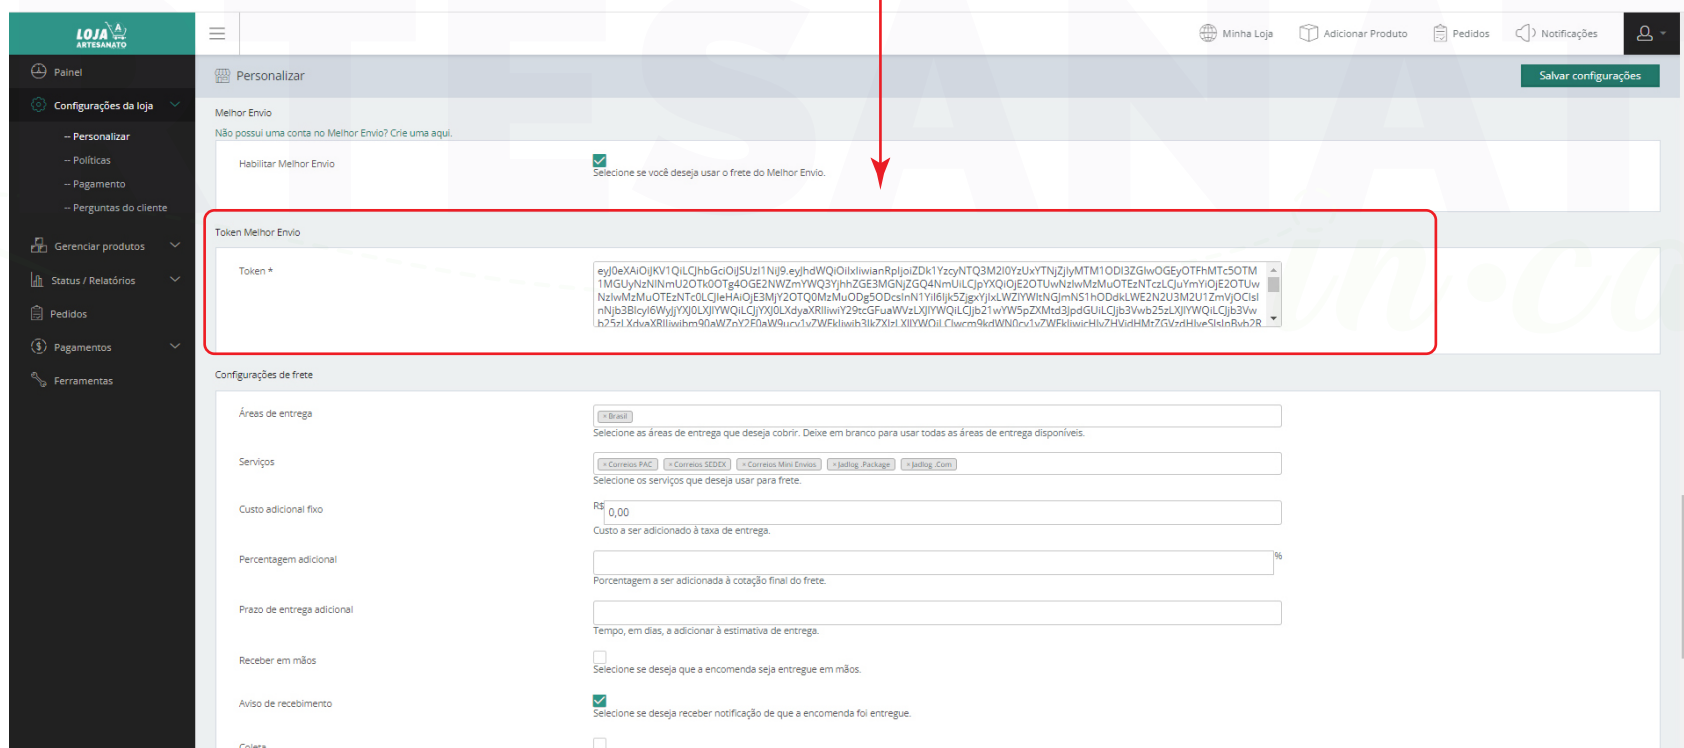 LOJA
ARTESANATO
Minha Loja
Adicionar Produto
Pedidos
Notificações
Painel
Configurações da loja
-- Personalizar
-- Políticas
-- Pagamento
-- Perguntas do cliente
Gerenciar produtos
Status / Relatórios
Pedidos
Pagamentos
Ferramentas
Personalizar
Salvar configurações
Melhor Envio
Não possui uma conta no Melhor Envio? Crie uma aqui.
Habilitar Melhor Envio
Selecione se você deseja usar o frete do Melhor Envio.
Token Melhor Envio
Token *
Configurações de frete
Áreas de entrega
× Brasil
Selecione as áreas de entrega que deseja cobrir. Deixe em branco para usar todas as áreas de entrega disponíveis.
Serviços
× Correios PAC × Correios SEDEX × Correios Mini Envios × Jadlog .Package × Jadlog .Com
Selecione os serviços que deseja usar para frete.
Custo adicional fixo
R$ 0,00
Custo a ser adicionado à taxa de entrega.
Percentagem adicional
%
Porcentagem a ser adicionada à cotação final do frete.
Prazo de entrega adicional
Tempo, em dias, a adicionar à estimativa de entrega.
Receber em mãos
Selecione se deseja que a encomenda seja entregue em mãos.
Aviso de recebimento
Selecione se deseja receber notificação de que a encomenda foi entregue.
Coleta